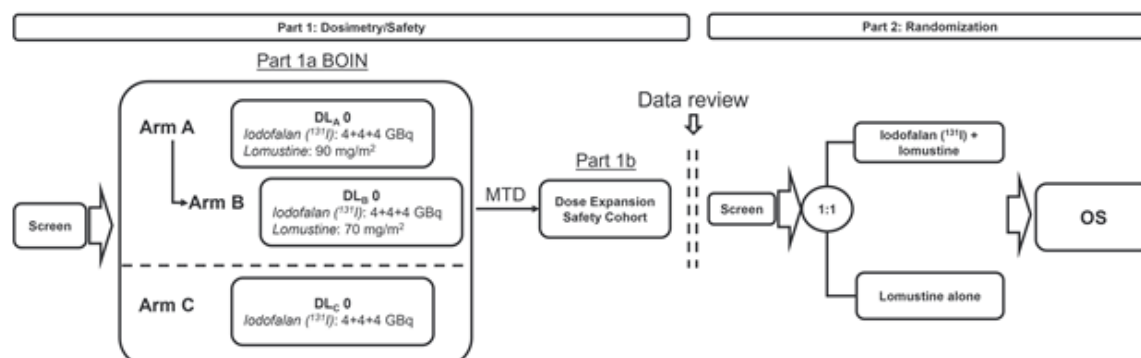 Part 1: Dosimetry/Safety
Part 2: Randomization
Part 1a BOIN
Screen
Arm A
DL_A 0
Iodofalan (¹³¹I): 4+4+4 GBq
Lomustine: 90 mg/m²
Arm B
DL_B 0
Iodofalan (¹³¹I): 4+4+4 GBq
Lomustine: 70 mg/m²
Arm C
DL_C 0
Iodofalan (¹³¹I): 4+4+4 GBq
MTD
Part 1b
Dose Expansion
Safety Cohort
Data review
Screen
1:1
Iodofalan (¹³¹I) +
lomustine
Lomustine alone
OS